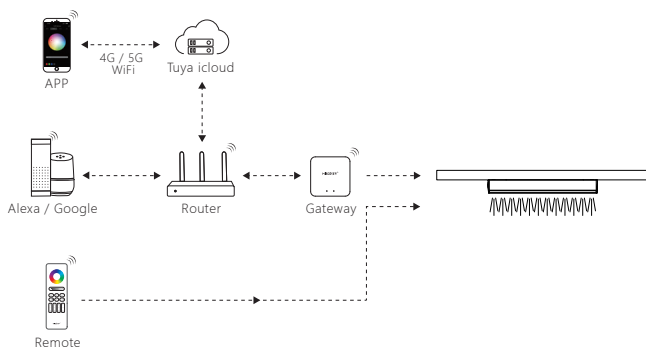 4G / 5G
WiFi
APP
Tuya icloud
Alexa / Google
Router
Gateway
Remote